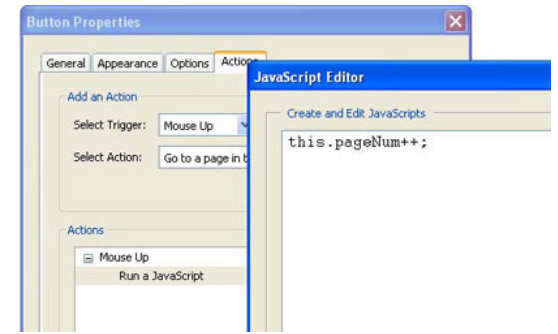 Button Properties
General Appearance Options Actions
Add an Action
Select Trigger: Mouse Up
Select Action: Go to a page in t
Actions
Mouse Up
Run a JavaScript
JavaScript Editor
Create and Edit JavaScripts
this.pageNum++;